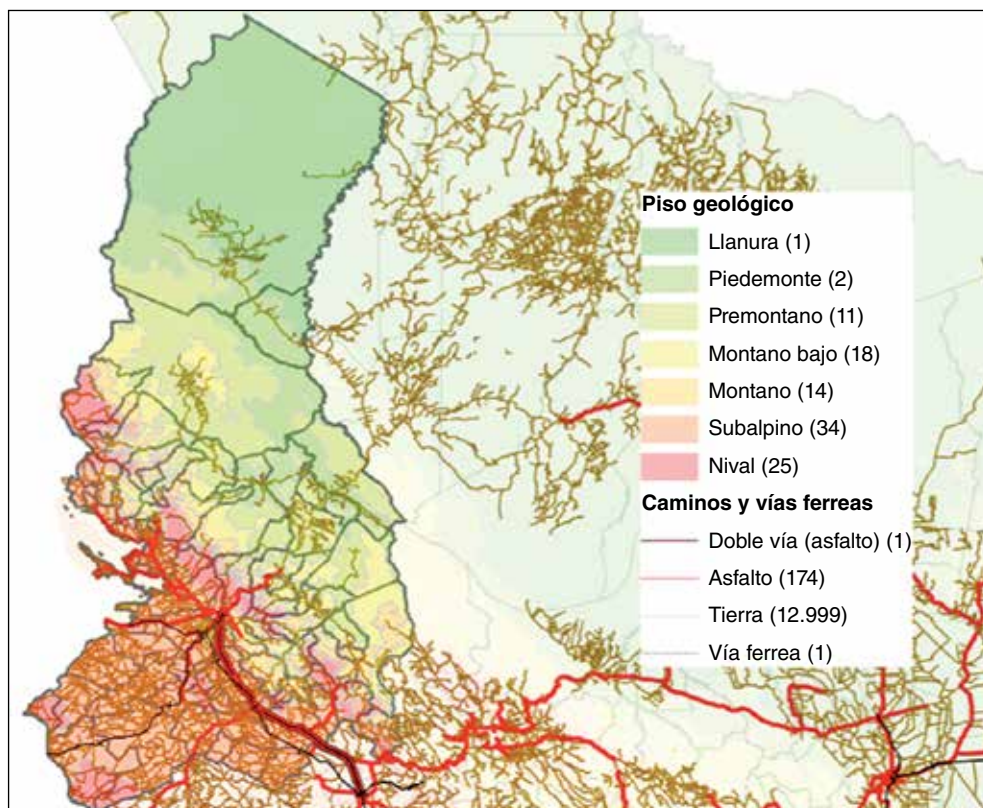 Piso geológico
Llanura (1)
Piedemonte (2)
Premontano (11)
Montano bajo (18)
Montano (14)
Subalpino (34)
Nival (25)
Caminos y vías ferreas
Doble vía (asfalto) (1)
Asfalto (174)
Tierra (12.999)
Vía ferrea (1)